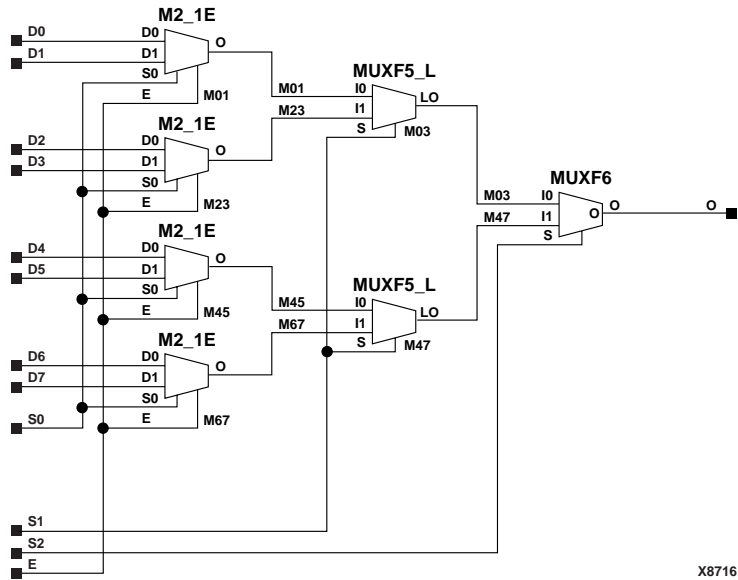 M2_1E
D0 D0 O
D1 D1
S0
E M01
M2_1E
D2 D0 O
D3 D1
S0
E M23
M2_1E
D4 D0 O
D5 D1
S0
E M45
M2_1E
D6 D0 O
D7 D1
S0
S0 E M67
MUXF5_L
M01 I0 LO
M23 I1
S M03
MUXF5_L
M45 I0 LO
M67 I1
S M47
MUXF6
M03 I0 O O O
M47 I1
S
S1
S2
E
X8716